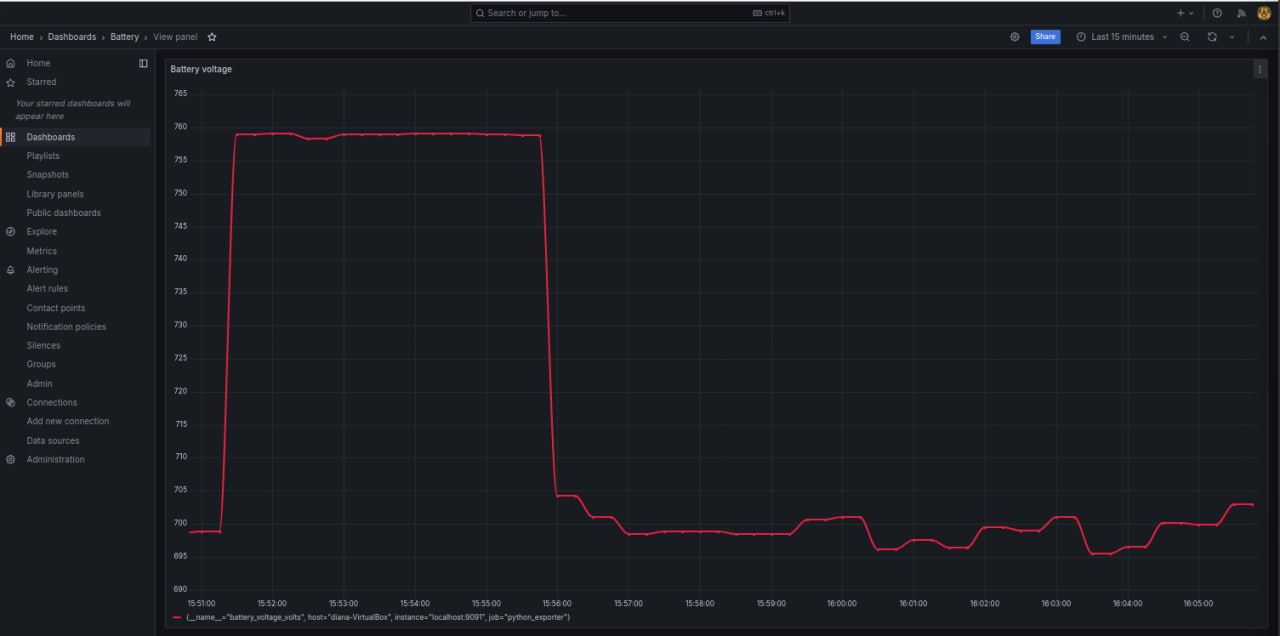 Search or jump to...
ctrl+k
Home › Dashboards › Battery › View panel
Share
Last 15 minutes
Home
Starred
Your starred dashboards will
appear here
Dashboards
Playlists
Snapshots
Library panels
Public dashboards
Explore
Metrics
Alerting
Alert rules
Contact points
Notification policies
Silences
Groups
Admin
Connections
Add new connection
Data sources
Administration
Battery voltage
765
760
755
750
745
740
735
730
725
720
715
710
705
700
695
690
15:51:00 15:52:00 15:53:00 15:54:00 15:55:00 15:56:00 15:57:00 15:58:00 15:59:00 16:00:00 16:01:00 16:02:00 16:03:00 16:04:00 16:05:00
{__name__="battery_voltage_volts", host="diana-VirtualBox", instance="localhost:9091", job="python_exporter"}